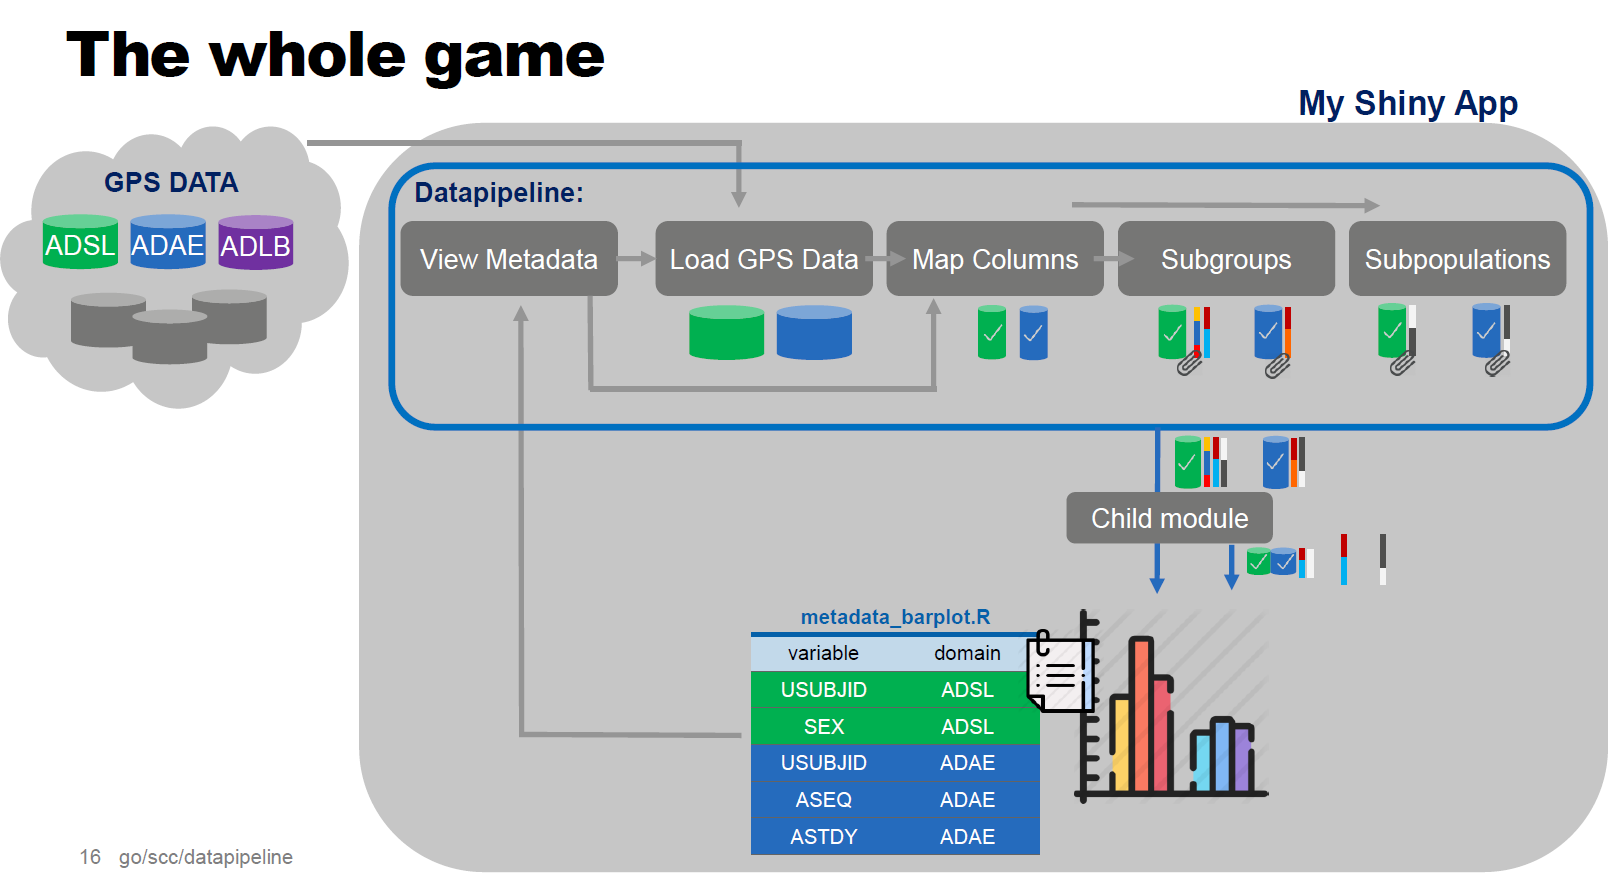 The whole game
My Shiny App
GPS DATA
ADSL ADAE ADLB
Datapipeline:
View Metadata
Load GPS Data
Map Columns
Subgroups
Subpopulations
Child module
metadata_barplot.R
variable domain
USUBJID ADSL
SEX ADSL
USUBJID ADAE
ASEQ ADAE
ASTDY ADAE
16 go/scc/datapipeline